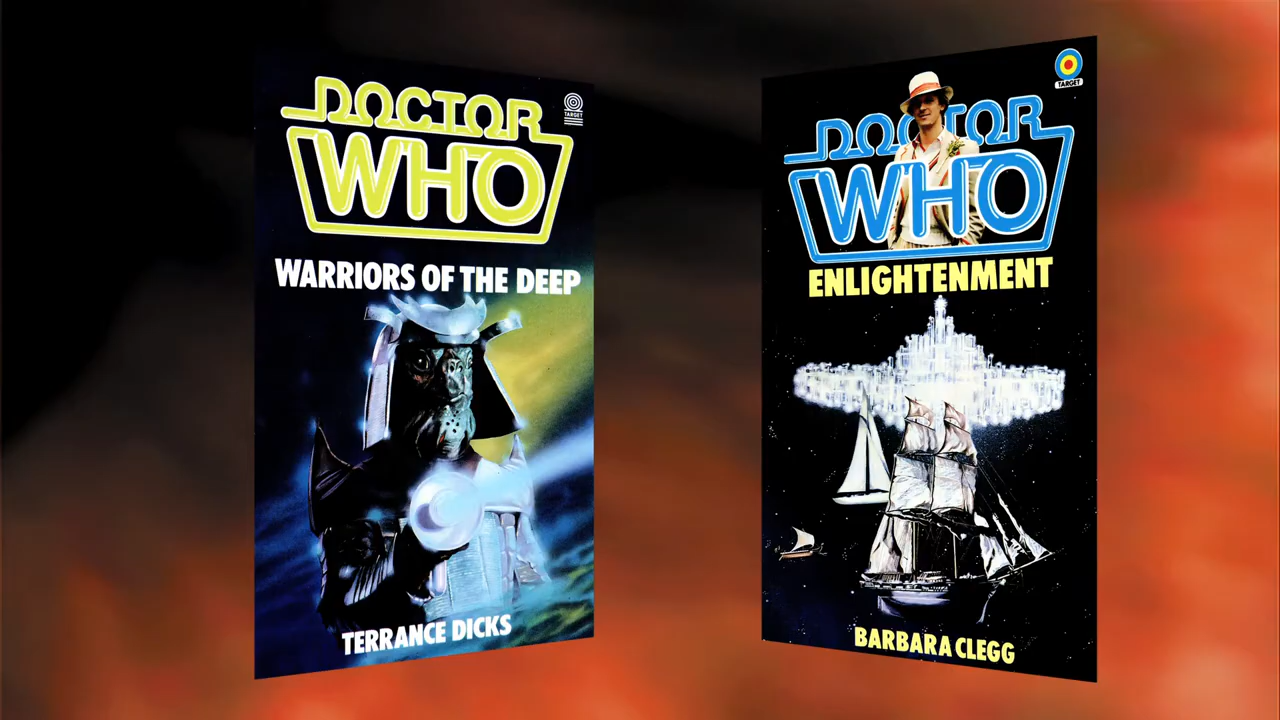 DOCTOR
WHO
TARGET
WARRIORS OF THE DEEP
TERRANCE DICKS
DOCTOR
WHO
TARGET
ENLIGHTENMENT
BARBARA CLEGG